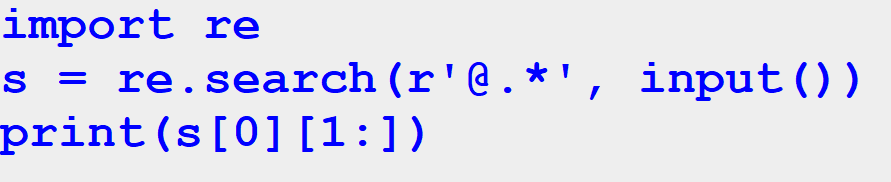 import re
s = re.search(r'@.*', input())
print(s[0][1:])